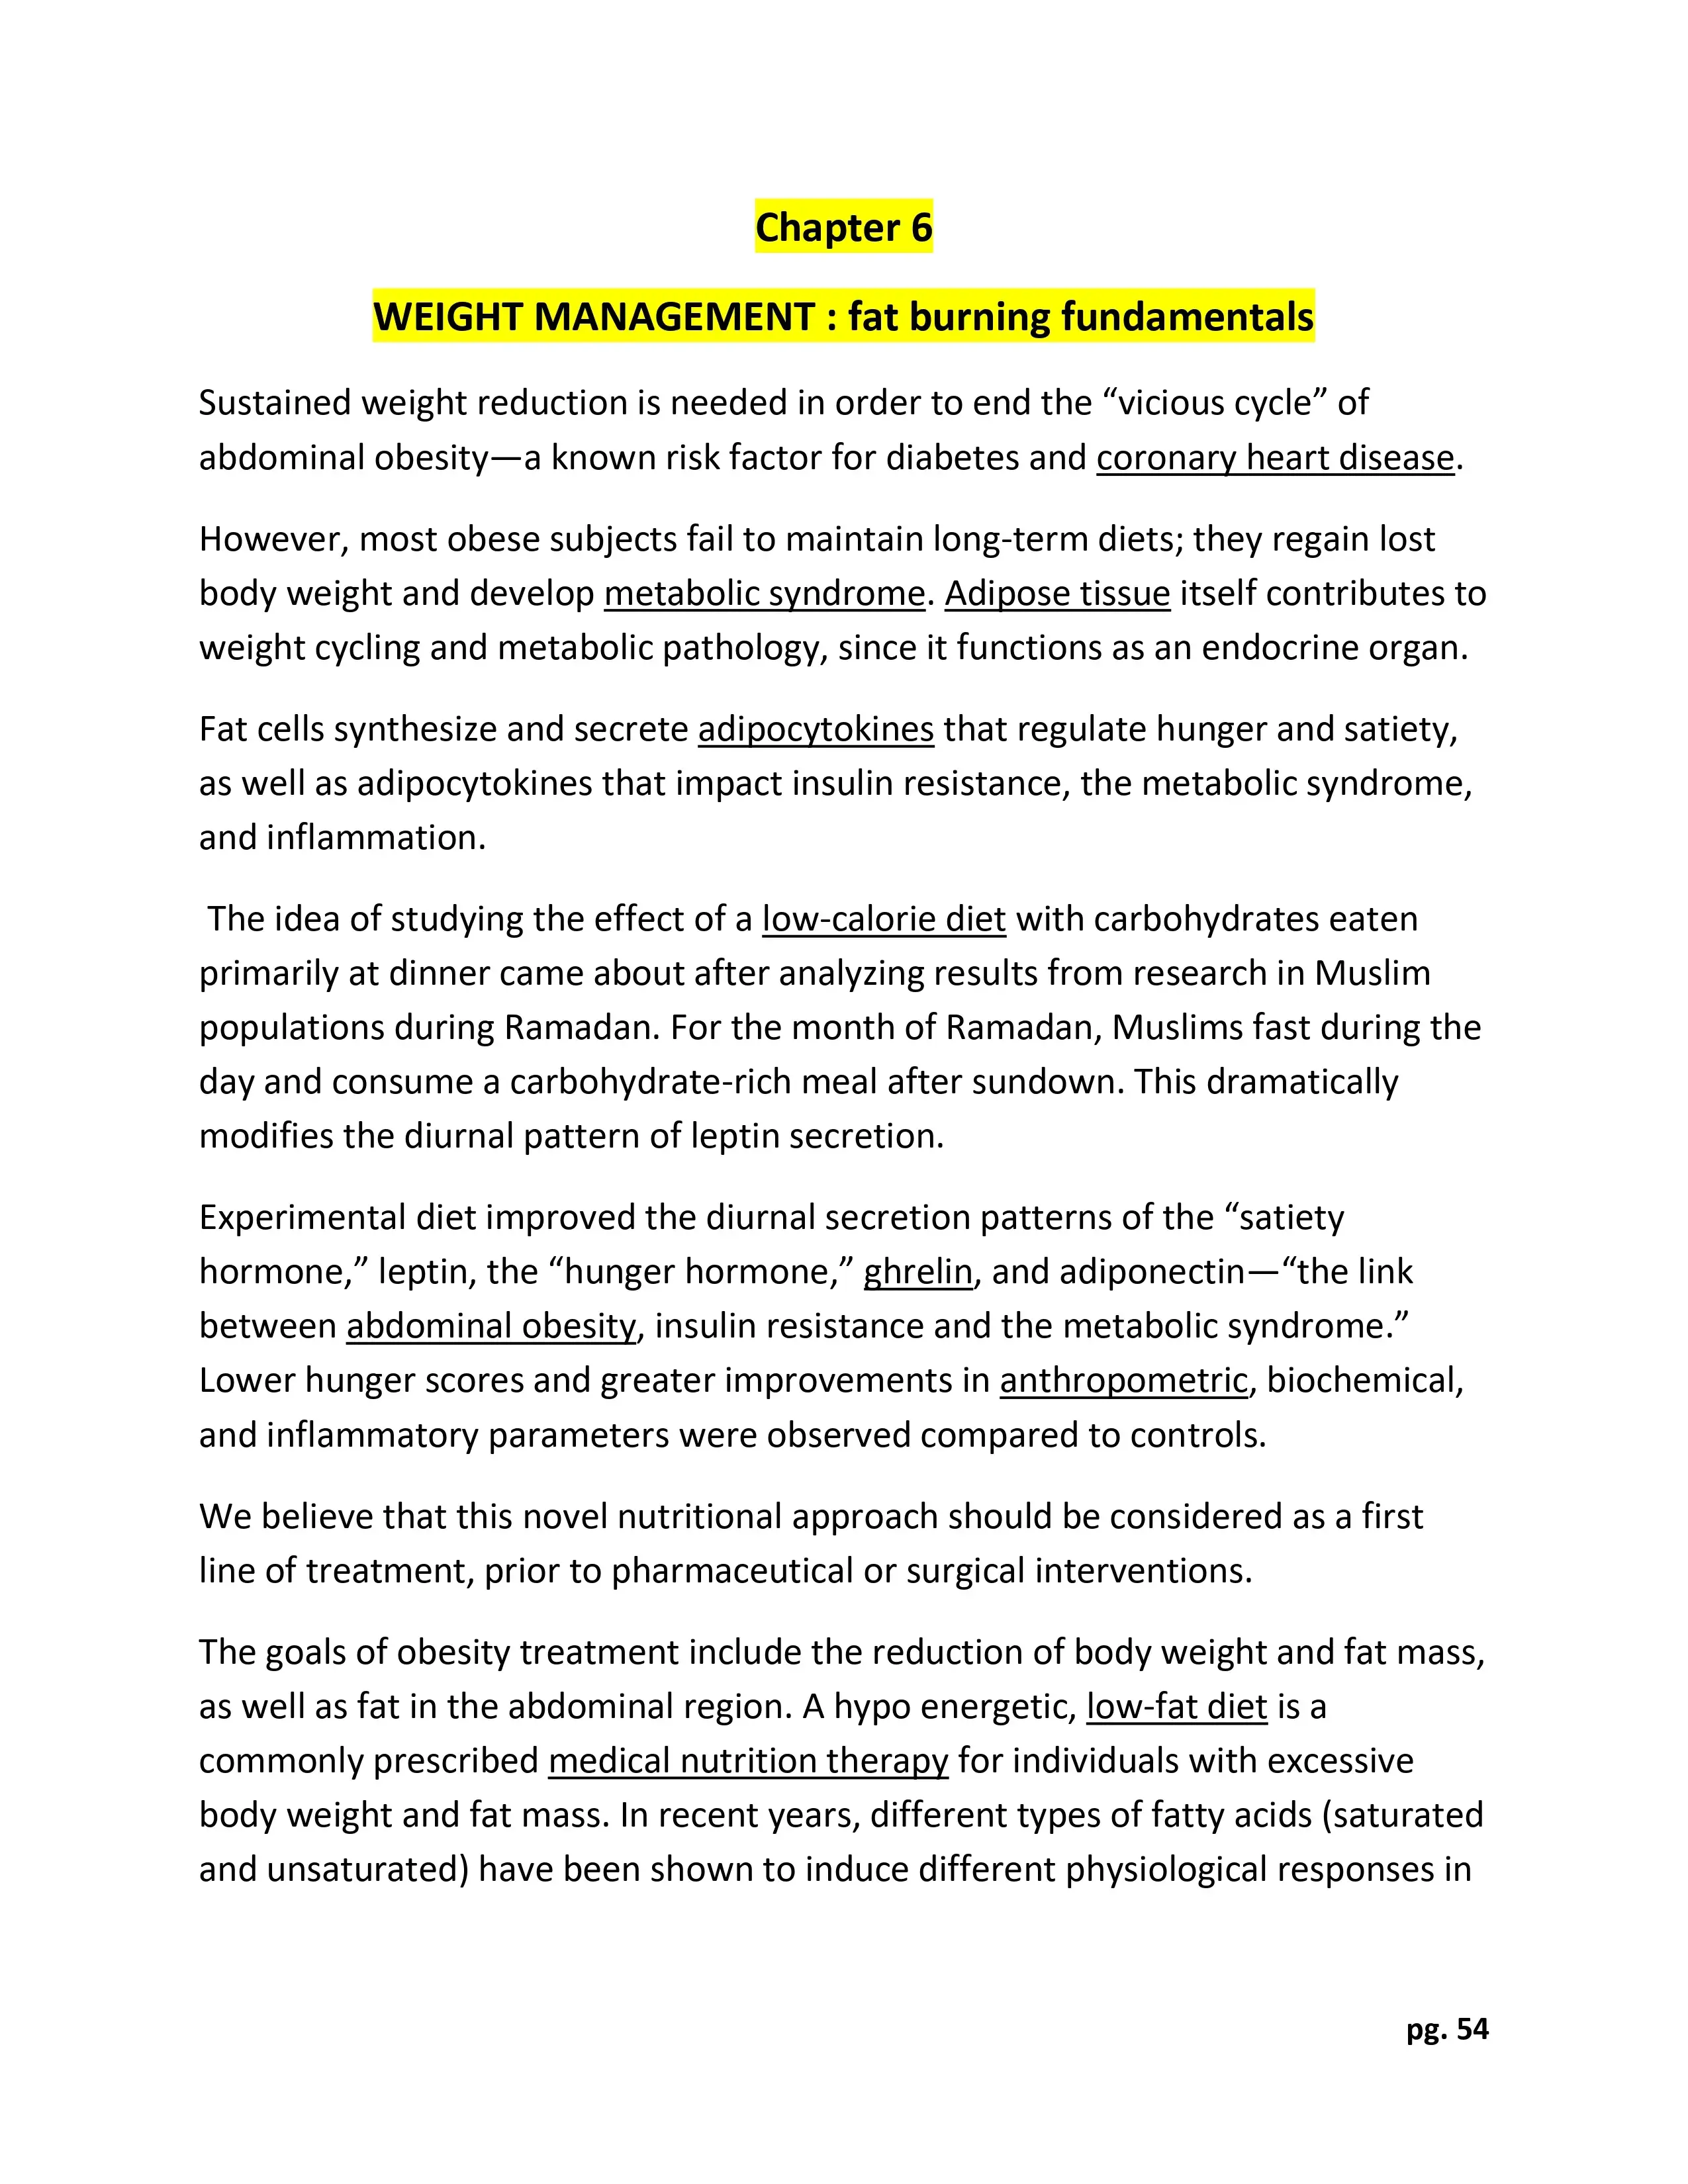 Chapter 6
WEIGHT MANAGEMENT : fat burning fundamentals
Sustained weight reduction is needed in order to end the “vicious cycle” of
abdominal obesity—a known risk factor for diabetes and coronary heart disease.
However, most obese subjects fail to maintain long-term diets; they regain lost
body weight and develop metabolic syndrome. Adipose tissue itself contributes to
weight cycling and metabolic pathology, since it functions as an endocrine organ.
Fat cells synthesize and secrete adipocytokines that regulate hunger and satiety,
as well as adipocytokines that impact insulin resistance, the metabolic syndrome,
and inflammation.
The idea of studying the effect of a low-calorie diet with carbohydrates eaten
primarily at dinner came about after analyzing results from research in Muslim
populations during Ramadan. For the month of Ramadan, Muslims fast during the
day and consume a carbohydrate-rich meal after sundown. This dramatically
modifies the diurnal pattern of leptin secretion.
Experimental diet improved the diurnal secretion patterns of the “satiety
hormone,” leptin, the “hunger hormone,” ghrelin, and adiponectin—“the link
between abdominal obesity, insulin resistance and the metabolic syndrome.”
Lower hunger scores and greater improvements in anthropometric, biochemical,
and inflammatory parameters were observed compared to controls.
We believe that this novel nutritional approach should be considered as a first
line of treatment, prior to pharmaceutical or surgical interventions.
The goals of obesity treatment include the reduction of body weight and fat mass,
as well as fat in the abdominal region. A hypo energetic, low-fat diet is a
commonly prescribed medical nutrition therapy for individuals with excessive
body weight and fat mass. In recent years, different types of fatty acids (saturated
and unsaturated) have been shown to induce different physiological responses in
pg. 54